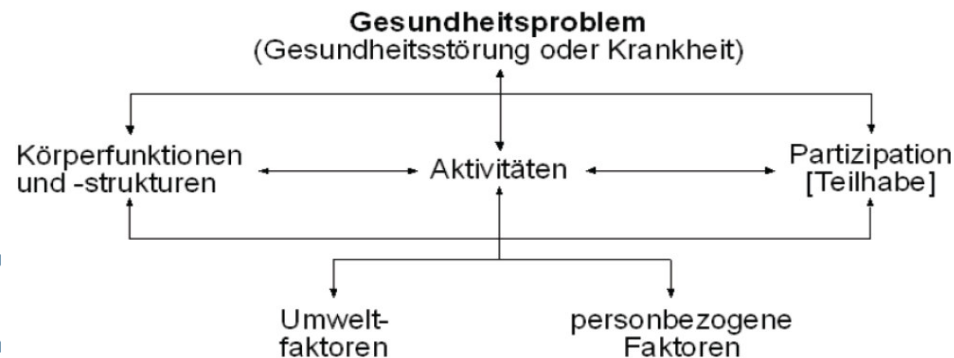 Gesundheitsproblem
(Gesundheitsstörung oder Krankheit)
Körperfunktionen
und -strukturen
Aktivitäten
Partizipation
[Teilhabe]
Umwelt-
faktoren
personbezogene
Faktoren